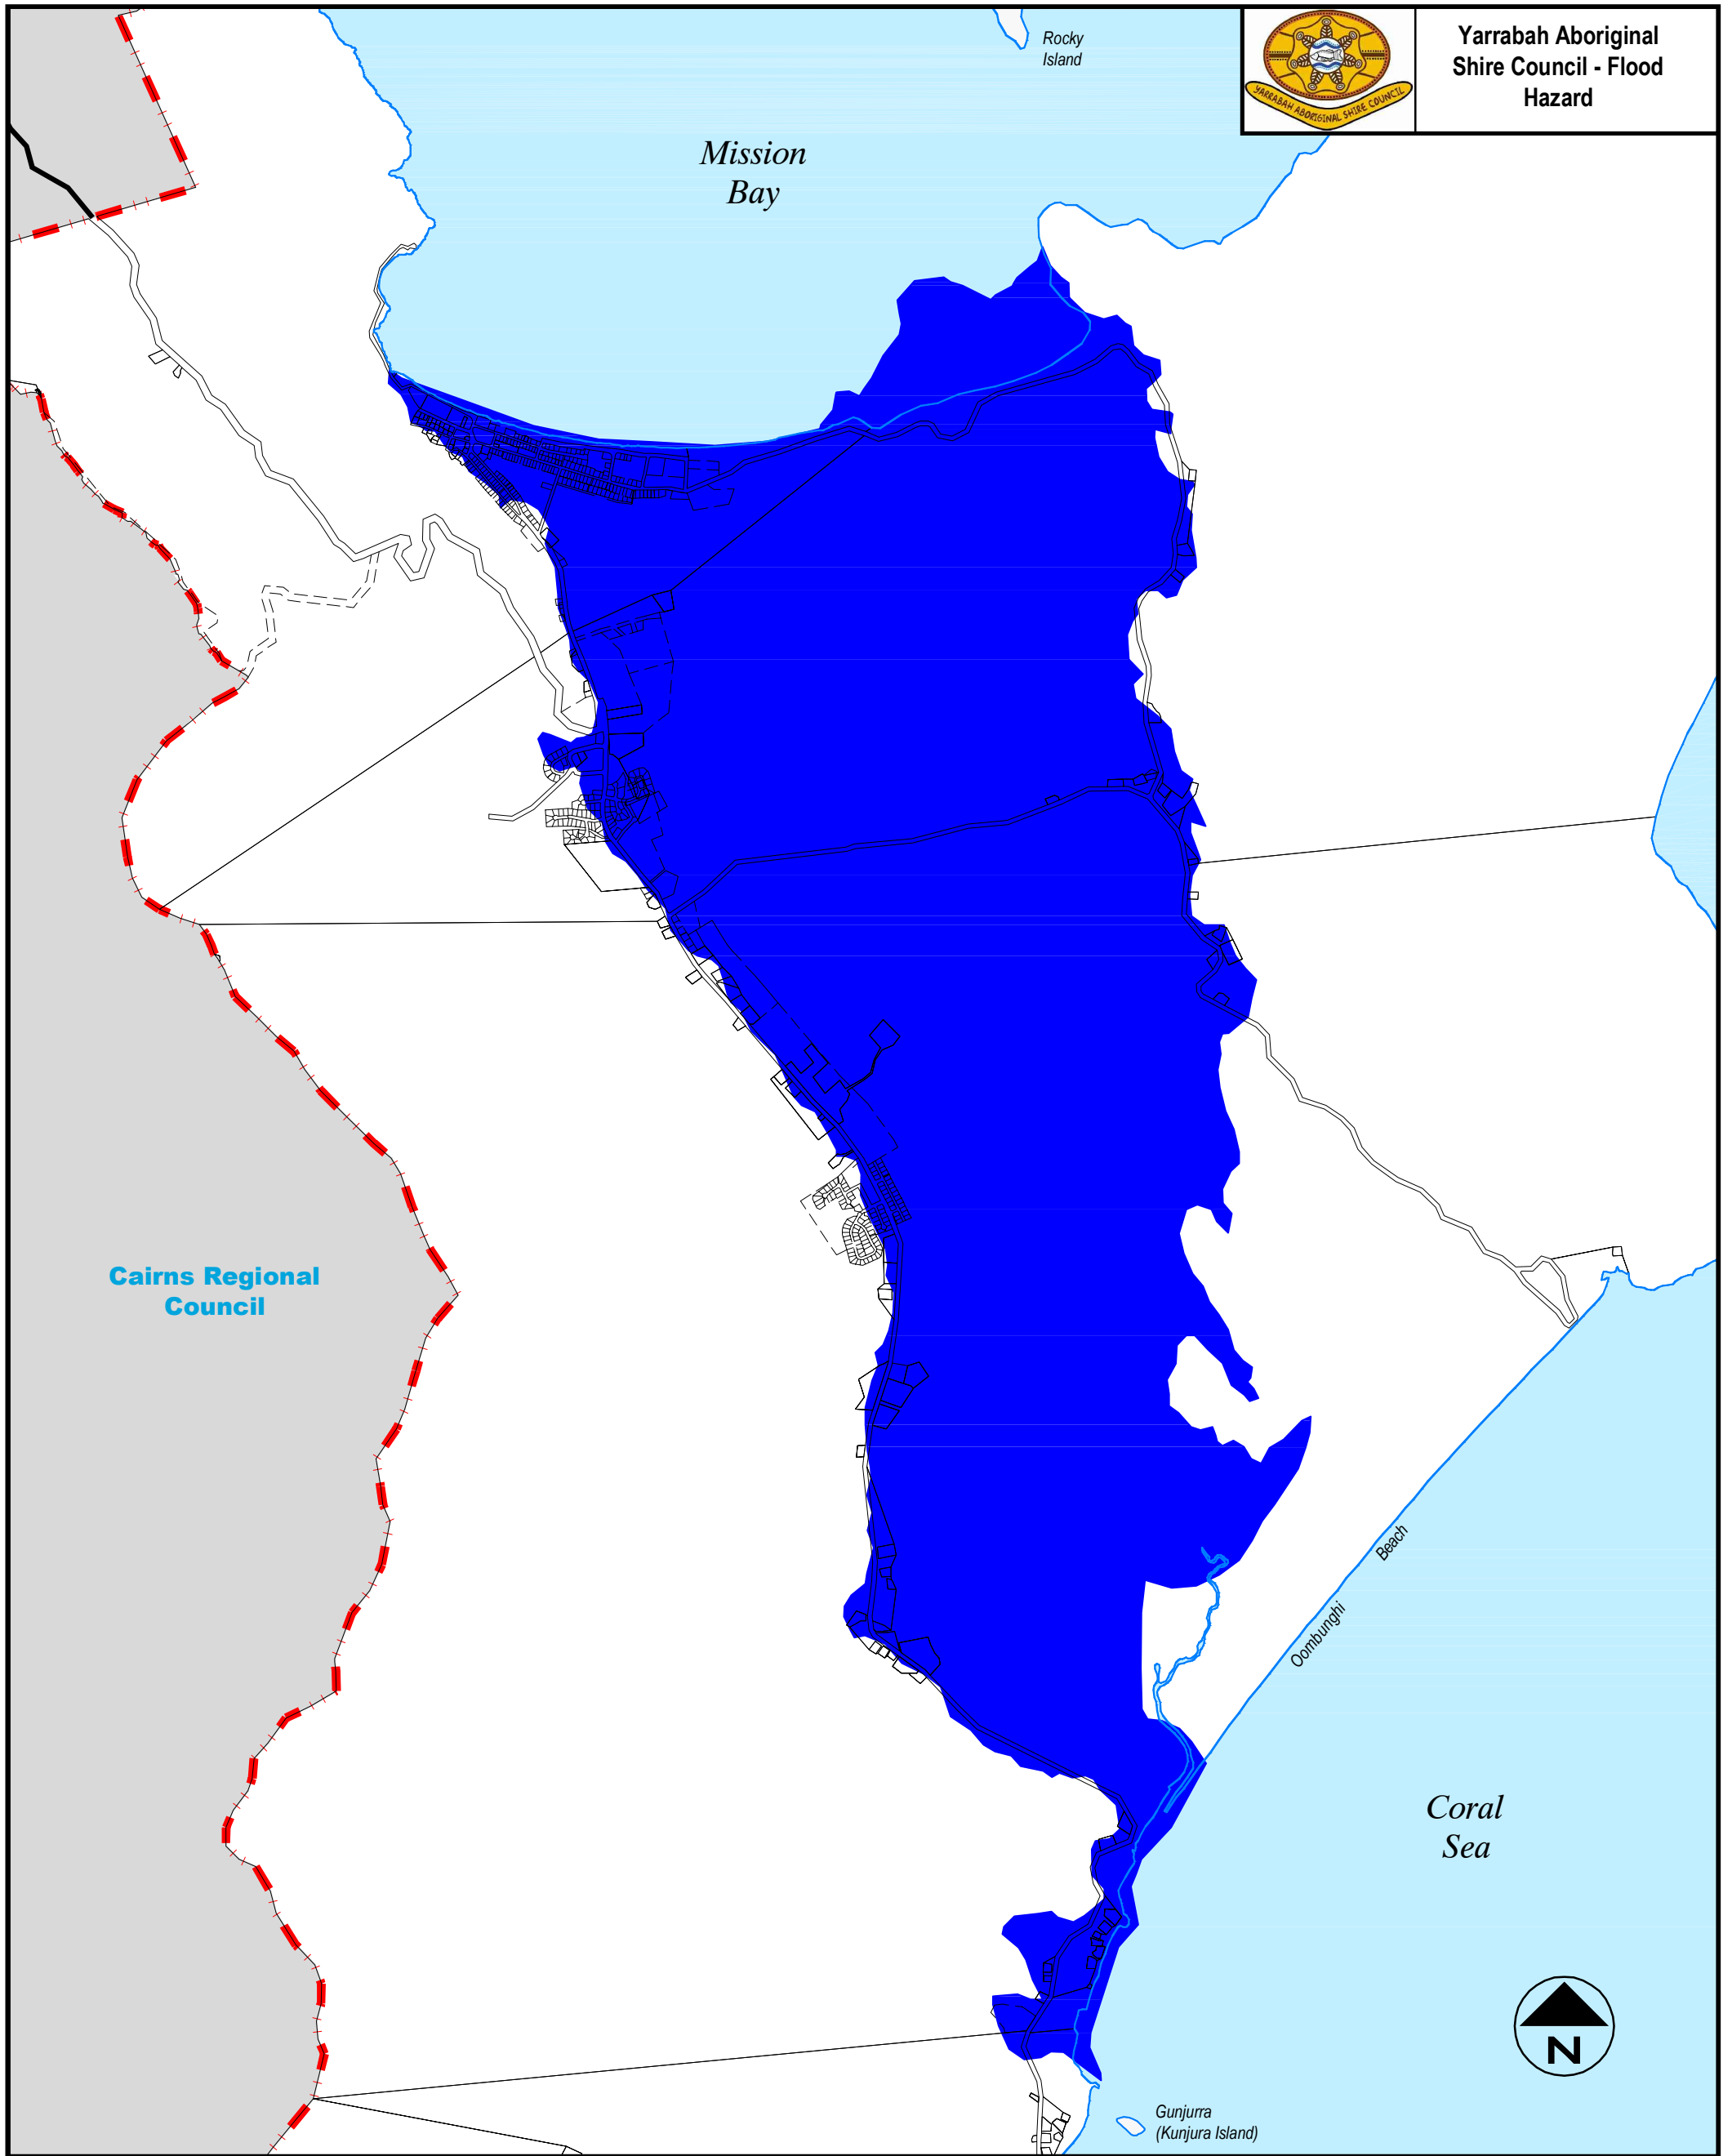 Rocky
Island
YARRABAH ABORIGINAL SHIRE COUNCIL
Yarrabah Aboriginal
Shire Council - Flood
Hazard
Mission
Bay
Cairns Regional
Council
Beach
Oombunghi
Coral
Sea
N
Gunjurra
(Kunjura Island)